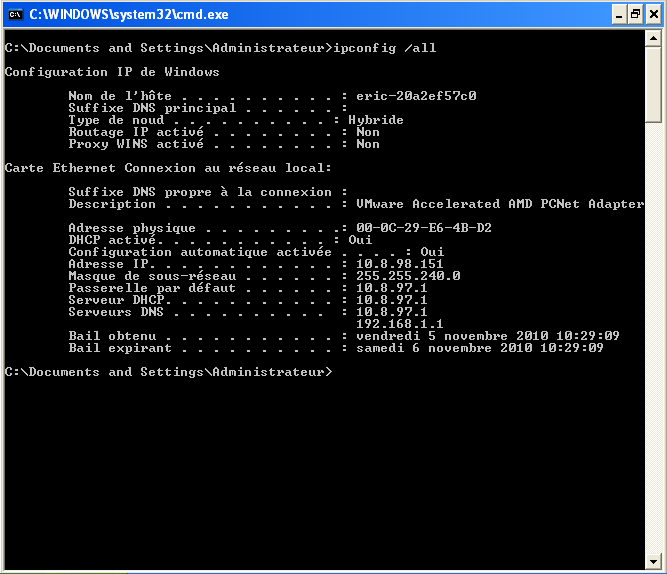 C:\WINDOWS\system32\cmd.exe
C:\Documents and Settings\Administrateur>ipconfig /all
Configuration IP de Windows
Nom de l'hôte . . . . . . . . . . : eric-20a2ef57c0
Suffixe DNS principal . . . . . . :
Type de noud . . . . . . . . . . . : Hybride
Routage IP activé . . . . . . . . : Non
Proxy WINS activé . . . . . . . . : Non
Carte Ethernet Connexion au réseau local:
Suffixe DNS propre à la connexion :
Description . . . . . . . . . . . : VMware Accelerated AMD PCNet Adapter
Adresse physique . . . . . . . . .: 00-0C-29-E6-4B-D2
DHCP activé. . . . . . . . . . . : Oui
Configuration automatique activée . . . . : Oui
Adresse IP. . . . . . . . . . . . : 10.8.98.151
Masque de sous-réseau . . . . . . : 255.255.240.0
Passerelle par défaut . . . . . . : 10.8.97.1
Serveur DHCP. . . . . . . . . . . : 10.8.97.1
Serveurs DNS . . . . . . . . . . : 10.8.97.1
192.168.1.1
Bail obtenu . . . . . . . . . . . : vendredi 5 novembre 2010 10:29:09
Bail expirant . . . . . . . . . . : samedi 6 novembre 2010 10:29:09
C:\Documents and Settings\Administrateur>